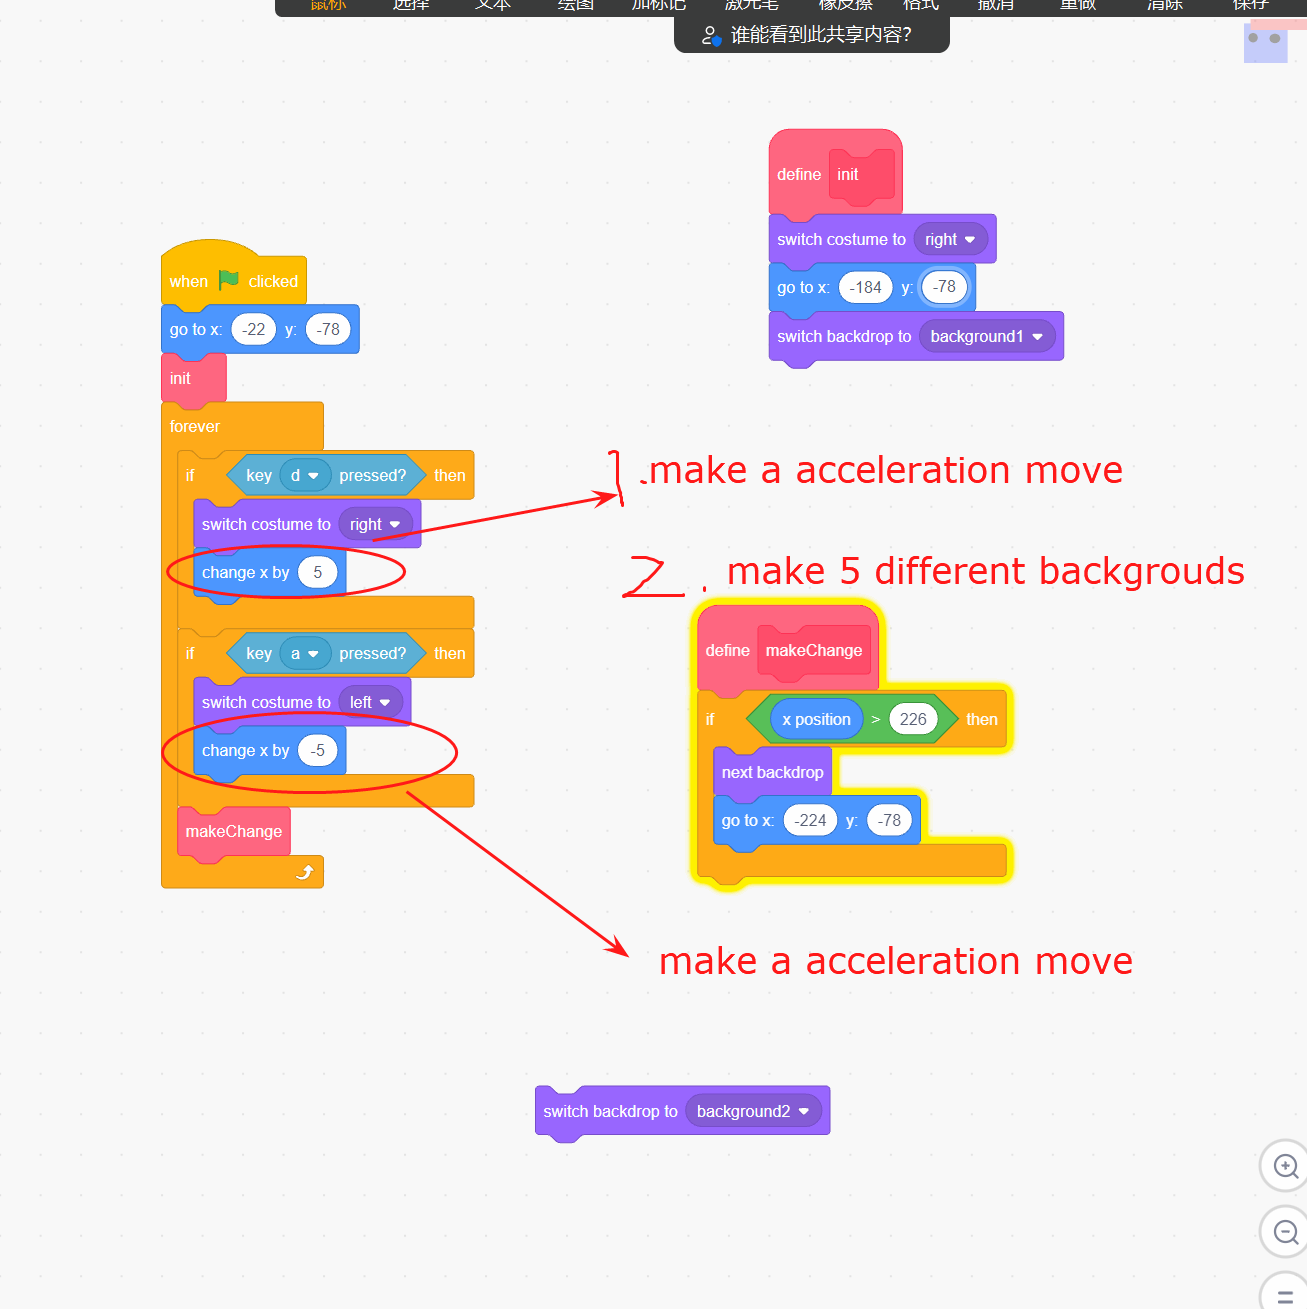 鼠标 选择 文本 绘图 加标记 激光笔 橡皮擦 格式 撤消 重做 清除 保存
谁能看到此共享内容?
define init
switch costume to right
go to x: -184 y: -78
switch backdrop to background1
when clicked
go to x: -22 y: -78
init
forever
if key d pressed? then
switch costume to right
change x by 5
if key a pressed? then
switch costume to left
change x by -5
makeChange
1.make a acceleration move
2. make 5 different backgrouds
define makeChange
if x position > 226 then
next backdrop
go to x: -224 y: -78
make a acceleration move
switch backdrop to background2